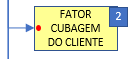 FATOR
CUBAGEM
DO CLIENTE
2